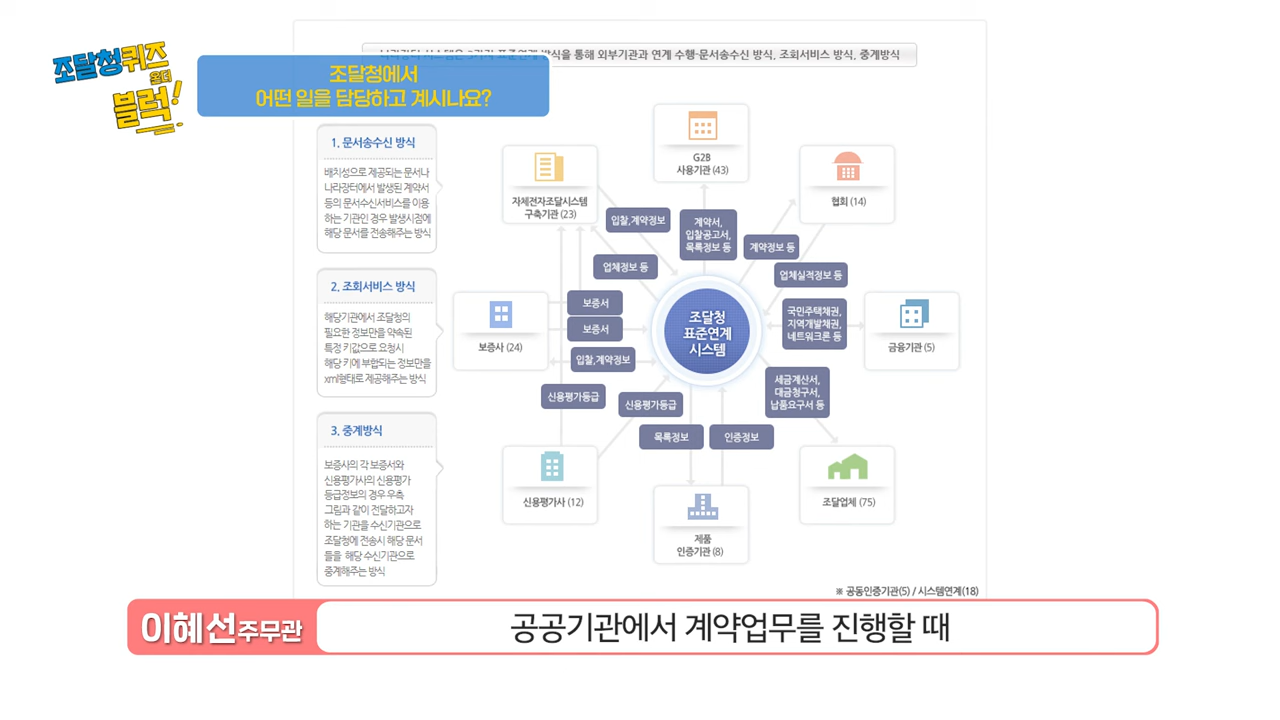 조달청퀴즈
온더
블럭!
방식을 통해 외부기관과 연계 수행-문서송수신 방식, 조회서비스 방식, 중계방식
조달청에서
어떤 일을 담당하고 계시나요?
1. 문서송수신 방식
배치성으로 제공되는 문서나
나라장터에서 발생된 계약서
등의 문서수신서비스를 이용
하는 기관인 경우 발생시점에
해당 문서를 전송해주는 방식
2. 조회서비스 방식
해당기관에서 조달청의
필요한 정보만을 약속된
특정 키값으로 요청시
해당 키에 부합되는 정보만을
xml형태로 제공해주는 방식
3. 중계방식
보증사의 각 보증서와
신용평가사의 신용평가
등급정보의 경우 우측
그림과 같이 전달하고자
하는 기관을 수신기관으로
조달청에 전송시 해당 문서
들을 해당 수신기관으로
중계해주는 방식
G2B
사용기관 (43)
자체전자조달시스템
구축기관 (23)
협회 (14)
입찰,계약정보
계약서,
입찰공고서,
목록정보 등
계약정보 등
업체정보 등
업체실적정보 등
보증서
보증서
입찰,계약정보
보증사 (24)
조달청
표준연계
시스템
국민주택채권,
지역개발채권,
네트워크론 등
금융기관 (5)
신용평가등급
신용평가등급
세금계산서,
대금청구서,
납품요구서 등
목록정보
인증정보
신용평가사 (12)
제품
인증기관 (8)
조달업체 (75)
※ 공동인증기관(5) / 시스템연계(18)
이혜선주무관
공공기관에서 계약업무를 진행할 때